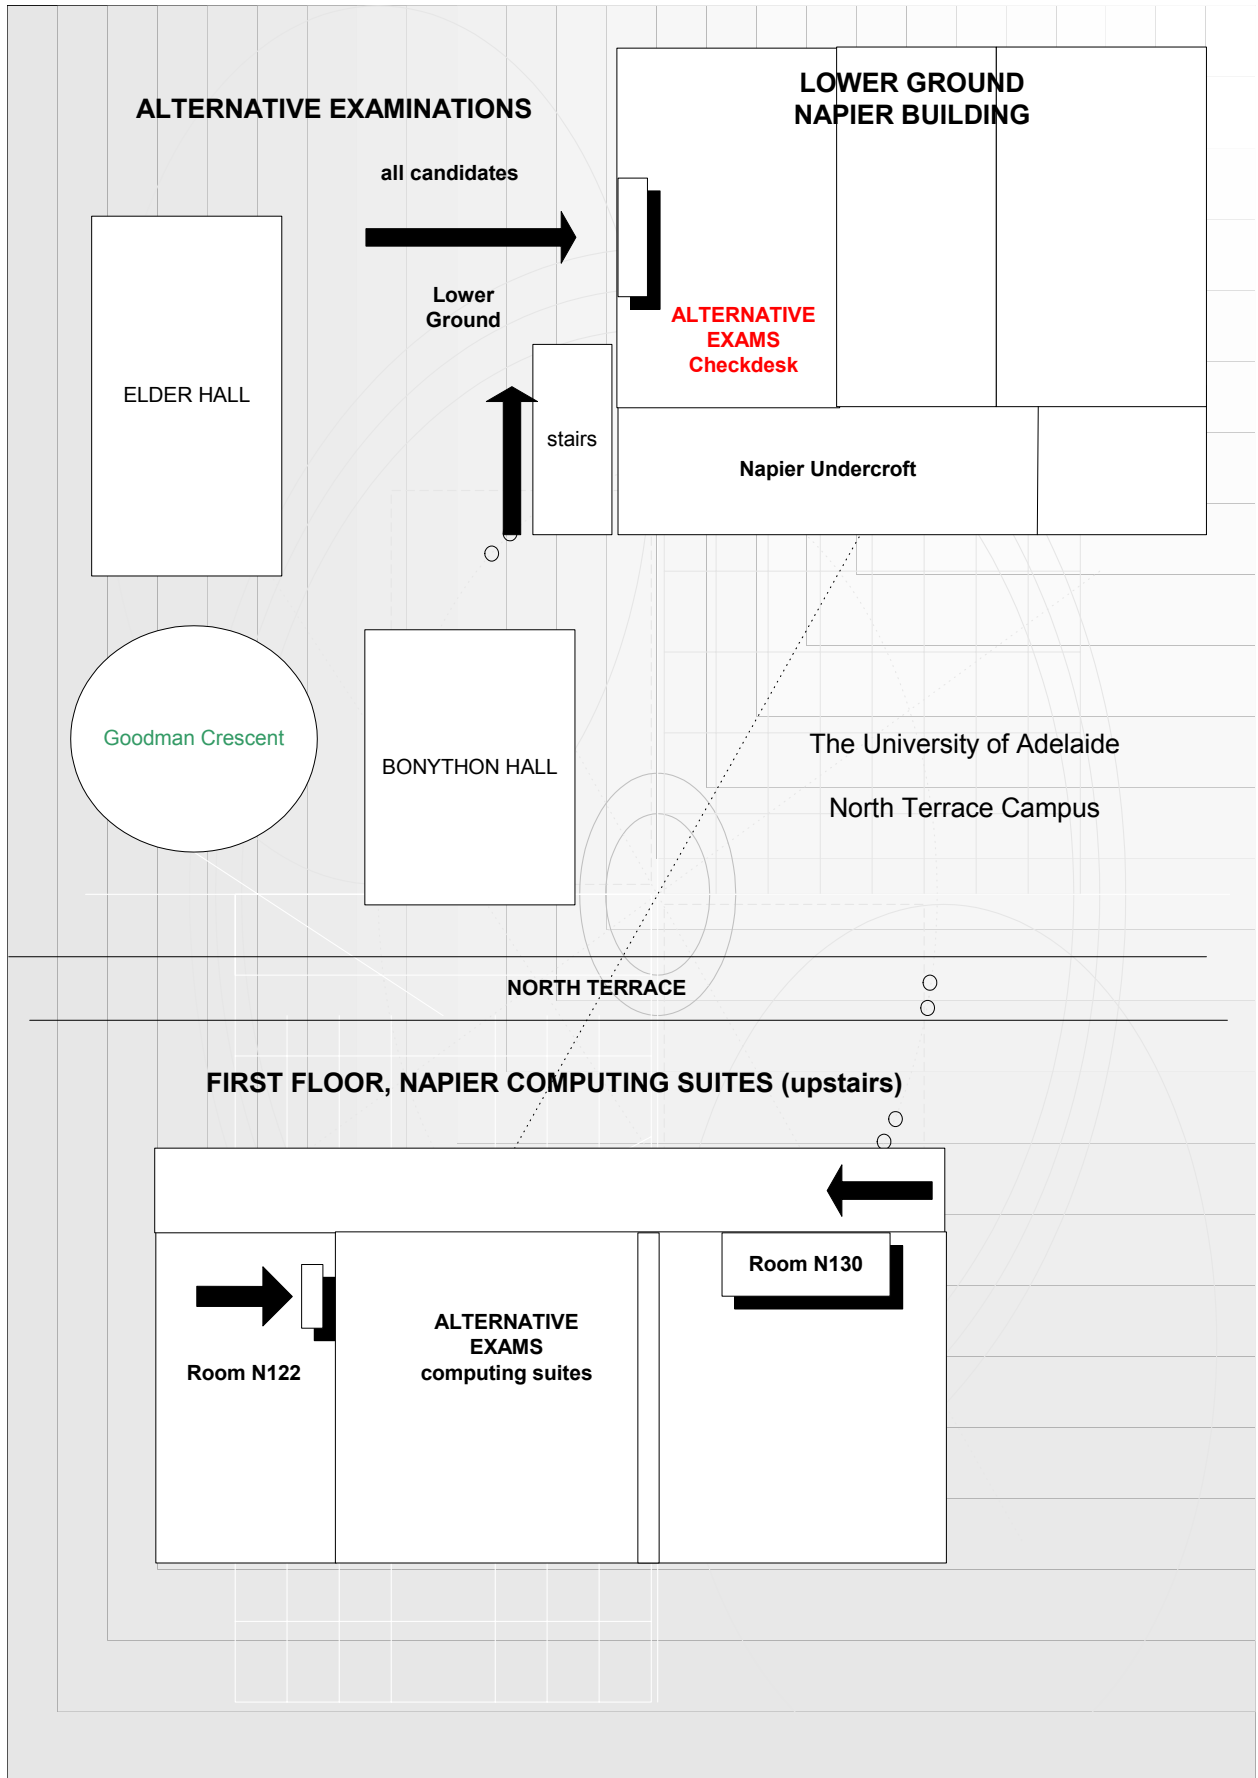 LOWER GROUND
NAPIER BUILDING
ALTERNATIVE EXAMINATIONS
all candidates
Lower
Ground
ALTERNATIVE
EXAMS
Checkdesk
ELDER HALL
stairs
Napier Undercroft
Goodman Crescent
BONYTHON HALL
The University of Adelaide
North Terrace Campus
NORTH TERRACE
FIRST FLOOR, NAPIER COMPUTING SUITES (upstairs)
Room N130
ALTERNATIVE
EXAMS
computing suites
Room N122